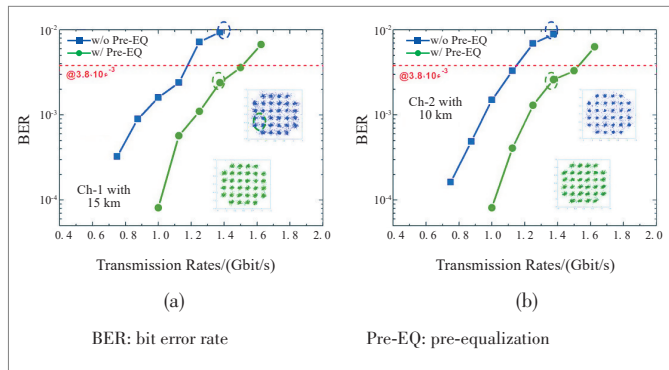 w/o Pre-EQ
w/ Pre-EQ
@3.8·10^-3
BER
10^-2
10^-3
10^-4
Ch-1 with
15 km
0.4 0.6 0.8 1.0 1.2 1.4 1.6 1.8 2.0
Transmission Rates/(Gbit/s)
(a)
w/o Pre-EQ
w/ Pre-EQ
@3.8·10^-3
BER
10^-2
10^-3
10^-4
Ch-2 with
10 km
0.4 0.6 0.8 1.0 1.2 1.4 1.6 1.8 2.0
Transmission Rates/(Gbit/s)
(b)
BER: bit error rate
Pre-EQ: pre-equalization